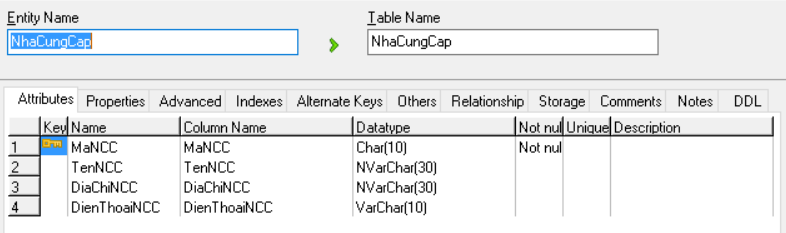 Entity Name Table Name
NhaCungCap NhaCungCap
Attributes Properties Advanced Indexes Alternate Keys Others Relationship Storage Comments Notes DDL
Key Name Column Name Datatype Not nul Unique Description
1 MaNCC MaNCC Char(10) Not nul
2 TenNCC TenNCC NVarChar(30)
3 DiaChiNCC DiaChiNCC NVarChar(30)
4 DienThoaiNCC DienThoaiNCC VarChar(10)